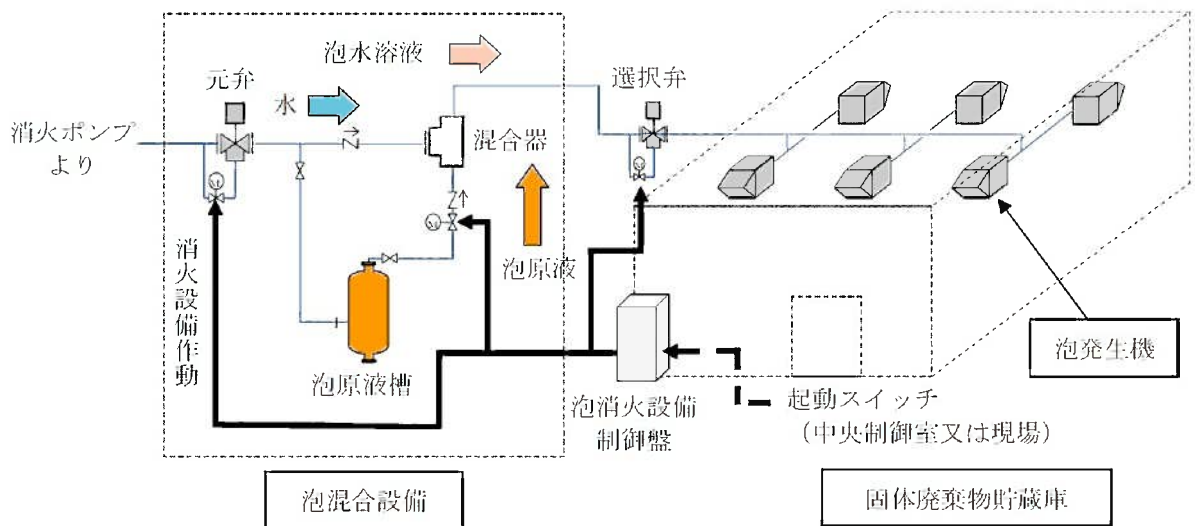 泡水溶液
元弁
水
選択弁
消火ポンプ
より
混合器
泡原液
消火設備作動
泡原液槽
泡発生機
泡消火設備
制御盤
起動スイッチ
（中央制御室又は現場）
泡混合設備
固体廃棄物貯蔵庫